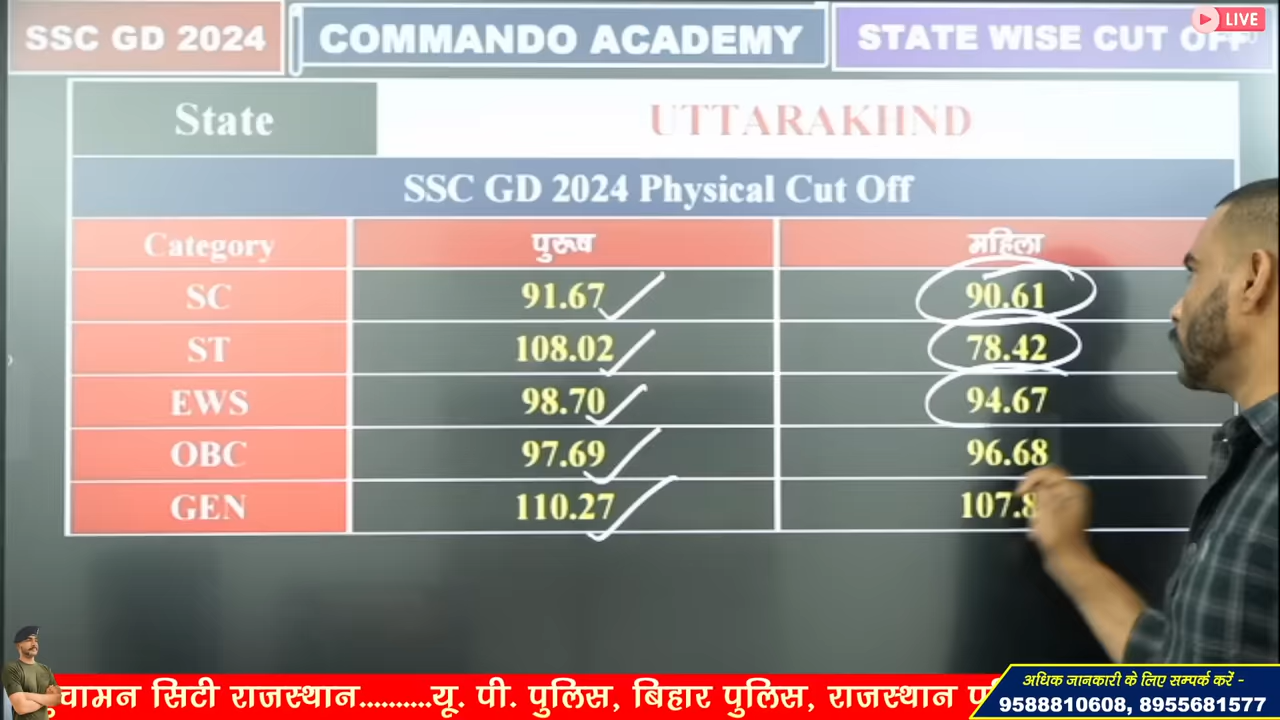 SSC GD 2024 COMMANDO ACADEMY STATE WISE CUT OFF
LIVE
State UTTARAKHND
SSC GD 2024 Physical Cut Off
Category पुरूष महिला
SC 91.67 90.61
ST 108.02 78.42
EWS 98.70 94.67
OBC 97.69 96.68
GEN 110.27 107.8
चामन सिटी राजस्थान..........यू. पी. पुलिस, बिहार पुलिस, राजस्थान
अधिक जानकारी के लिए सम्पर्क करें -
9588810608, 8955681577